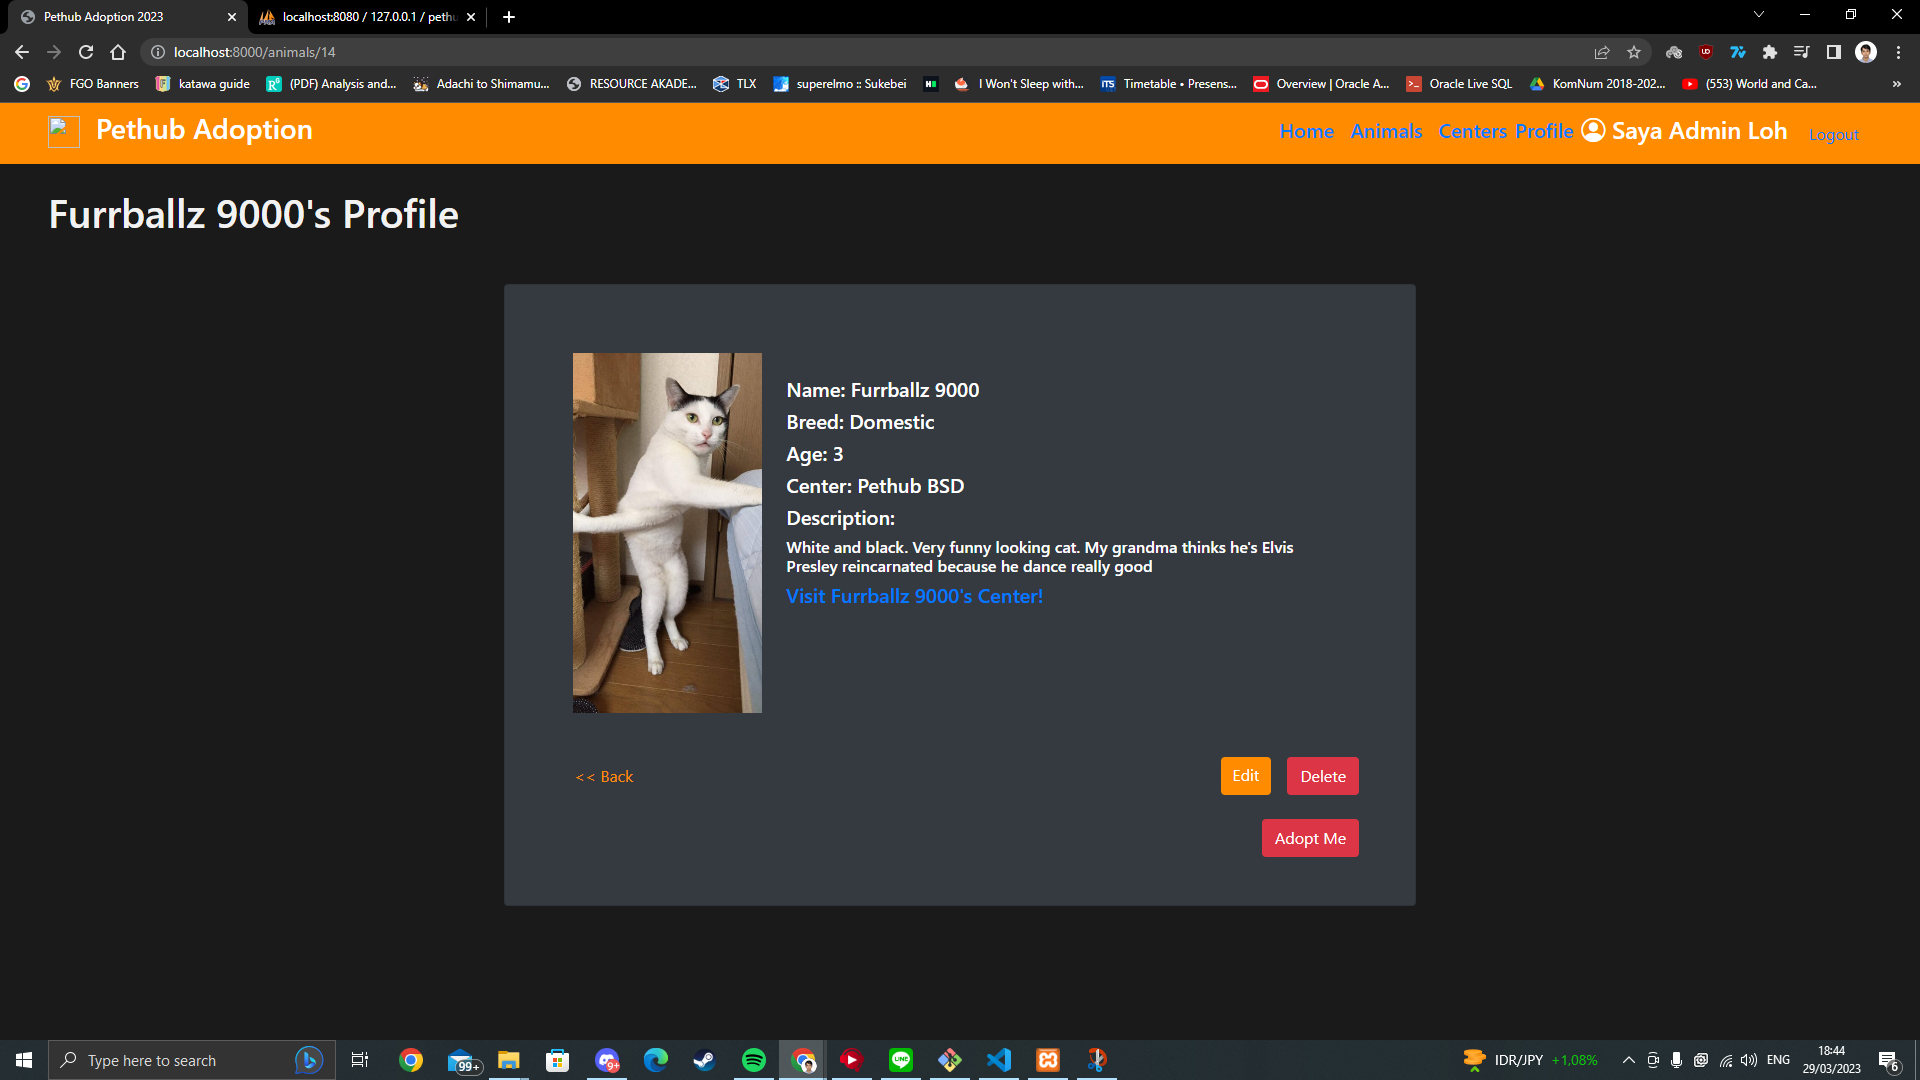 Pethub Adoption 2023
localhost:8080 / 127.0.0.1 / pethu
localhost:8000/animals/14
FGO Banners
katawa guide
(PDF) Analysis and...
Adachi to Shimamu...
RESOURCE AKADE...
TLX
superelmo :: Sukebei
I Won't Sleep with...
Timetable • Presens...
Overview | Oracle A...
Oracle Live SQL
KomNum 2018-202...
(553) World and Ca...
»
Pethub Adoption
Home Animals Centers Profile Saya Admin Loh Logout
Furrballz 9000's Profile
Name: Furrballz 9000
Breed: Domestic
Age: 3
Center: Pethub BSD
Description:
White and black. Very funny looking cat. My grandma thinks he's Elvis
Presley reincarnated because he dance really good
Visit Furrballz 9000's Center!
<< Back
Edit
Delete
Adopt Me
Type here to search
99+
9+
LINE
IDR/JPY +1,08%
ENG
18:44
29/03/2023
6